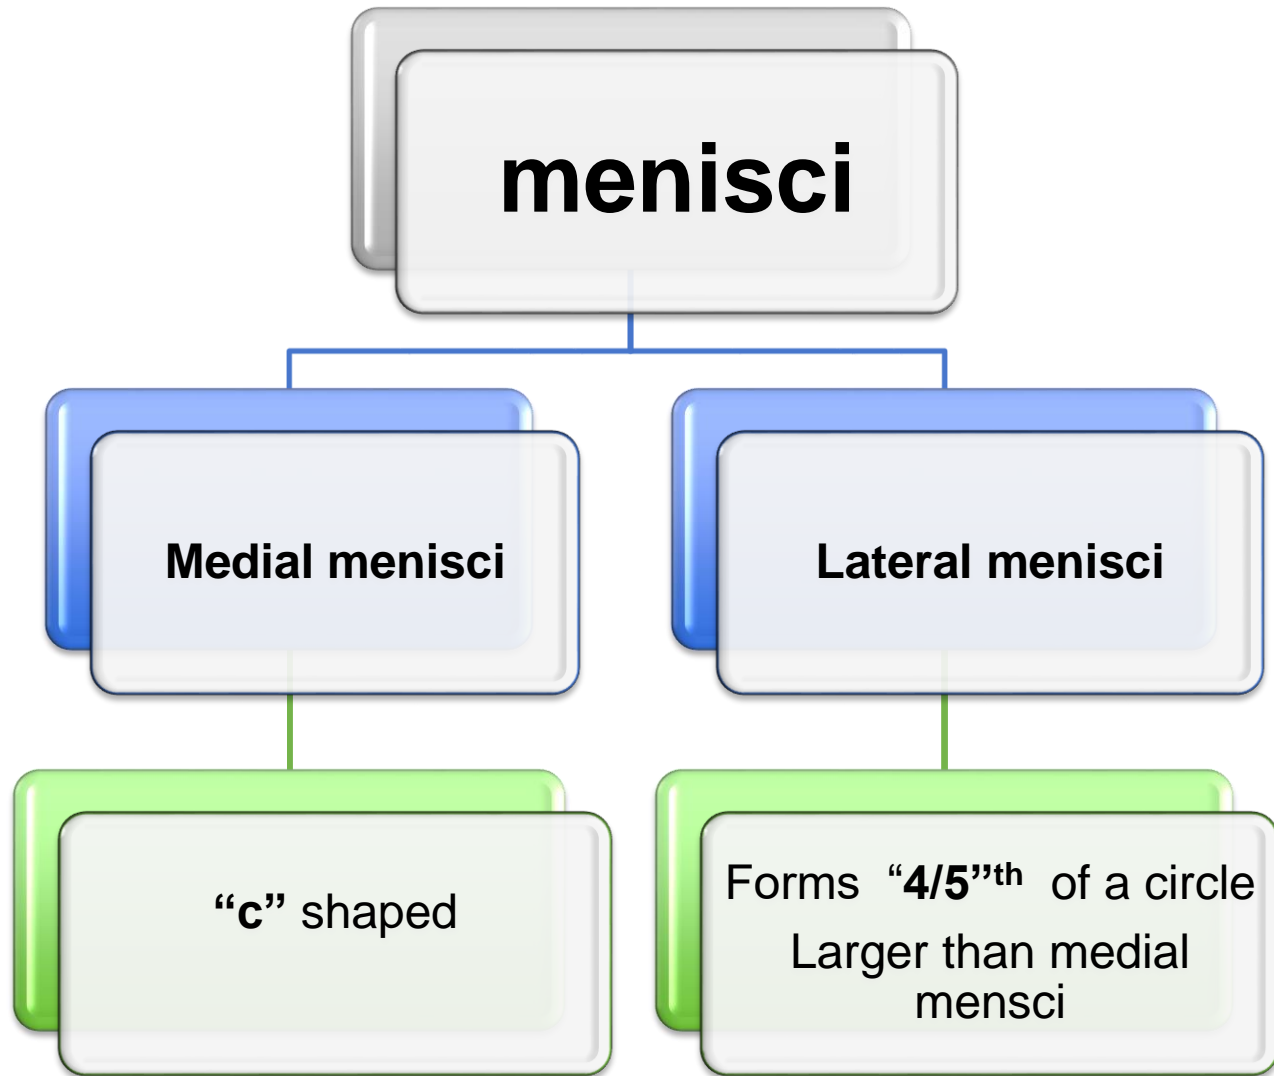 menisci
Medial menisci
Lateral menisci
“c” shaped
Forms “4/5”th of a circle
Larger than medial
mensci